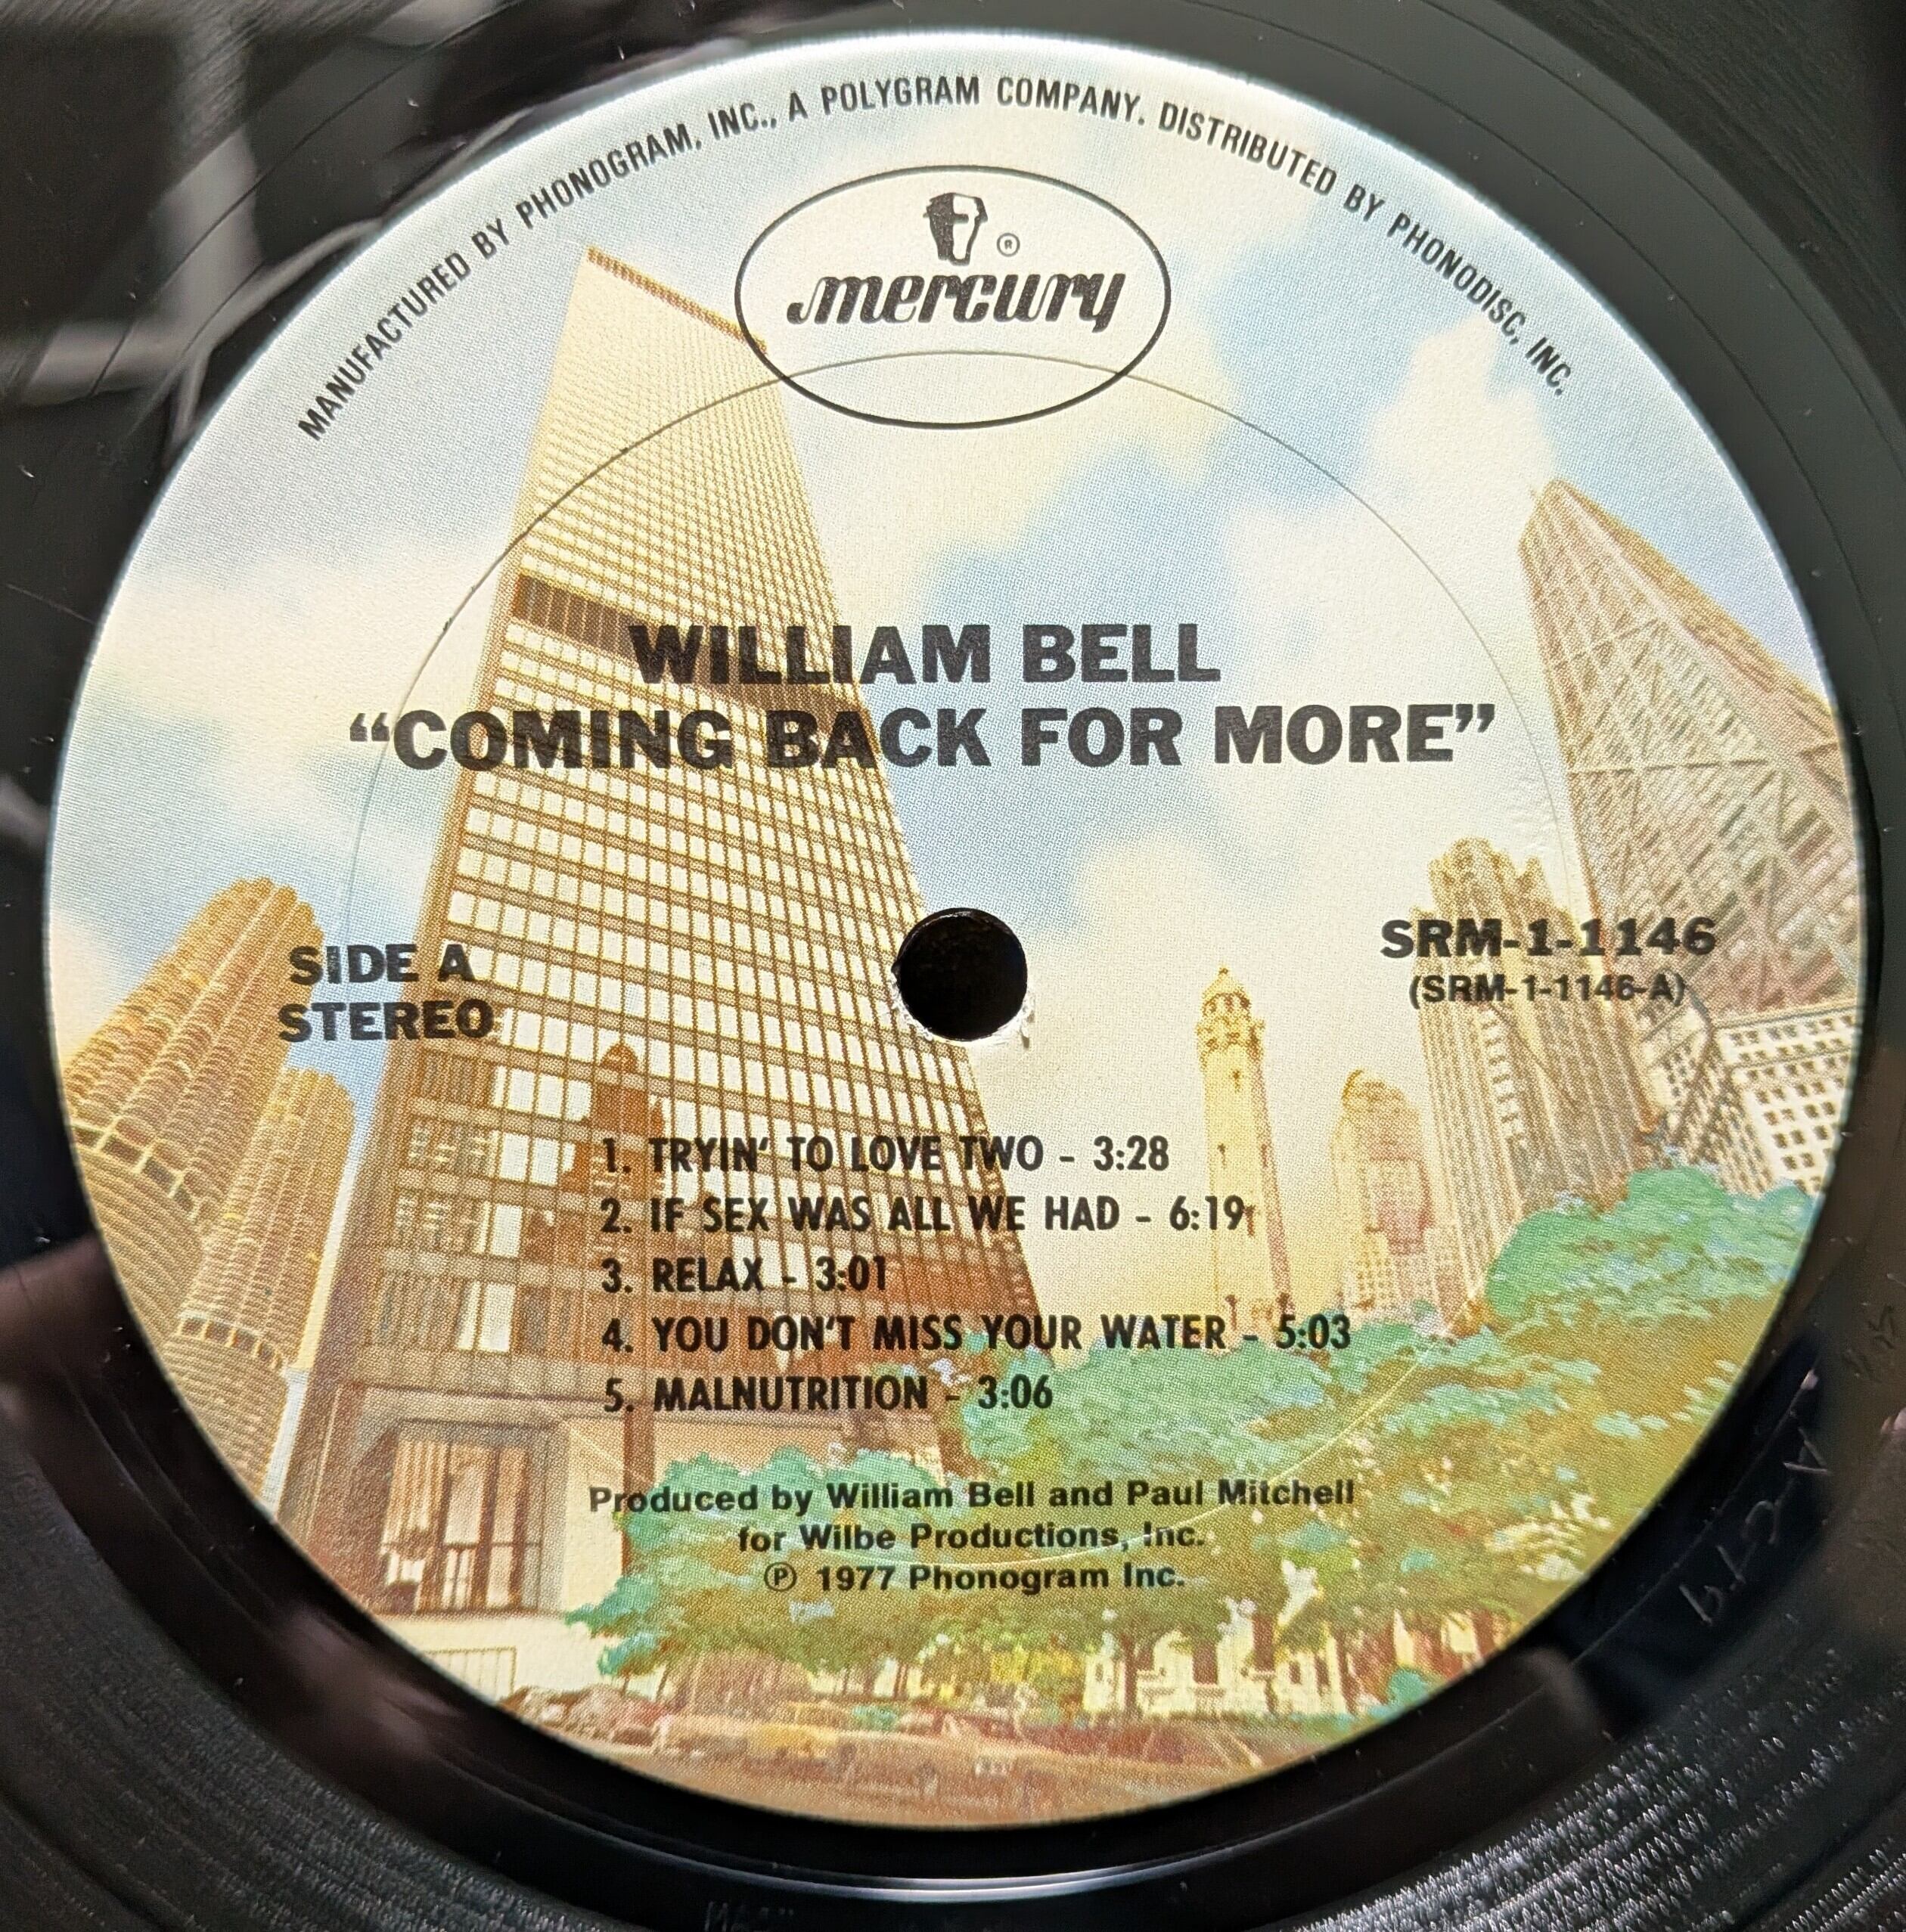 MANUFACTURED BY PHONOGRAM, INC., A POLYGRAM COMPANY. DISTRIBUTED BY PHONODISC, INC.
®
mercury
WILLIAM BELL
“COMING BACK FOR MORE”
SIDE A
STEREO
SRM-1-1146
(SRM-1-1146-A)
1. TRYIN' TO LOVE TWO - 3:28
2. IF SEX WAS ALL WE HAD - 6:19
3. RELAX - 3:01
4. YOU DON'T MISS YOUR WATER - 5:03
5. MALNUTRITION - 3:06
Produced by William Bell and Paul Mitchell
for Wilbe Productions, Inc.
℗ 1977 Phonogram Inc.